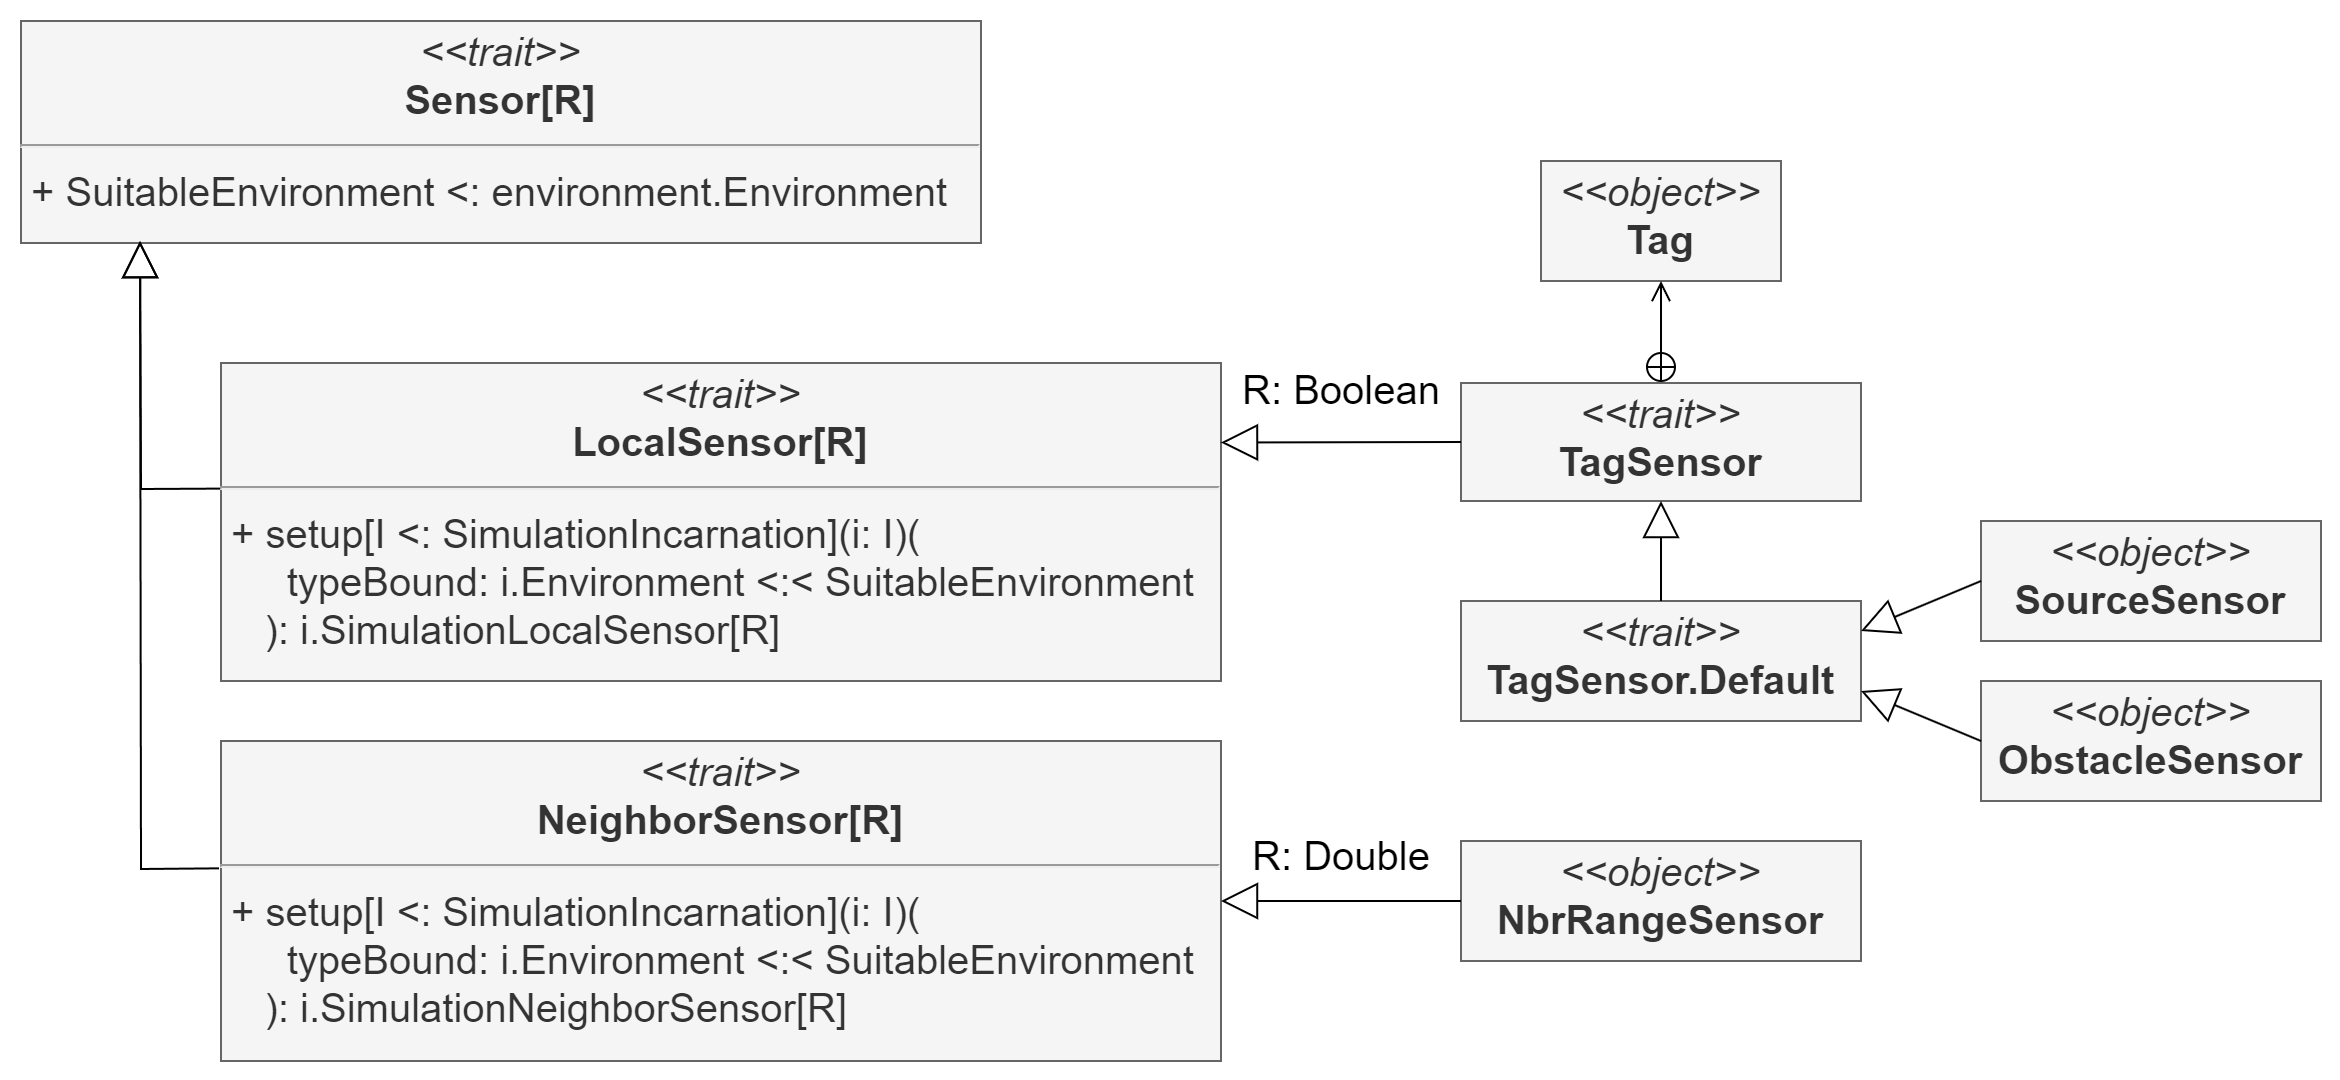 <<trait>>
Sensor[R]
+ SuitableEnvironment <: environment.Environment
<<object>>
Tag
<<trait>>
LocalSensor[R]
+ setup[I <: SimulationIncarnation](i: I)(
typeBound: i.Environment <:< SuitableEnvironment
): i.SimulationLocalSensor[R]
R: Boolean
<<trait>>
TagSensor
<<trait>>
TagSensor.Default
<<object>>
SourceSensor
<<object>>
ObstacleSensor
<<trait>>
NeighborSensor[R]
+ setup[I <: SimulationIncarnation](i: I)(
typeBound: i.Environment <:< SuitableEnvironment
): i.SimulationNeighborSensor[R]
R: Double
<<object>>
NbrRangeSensor